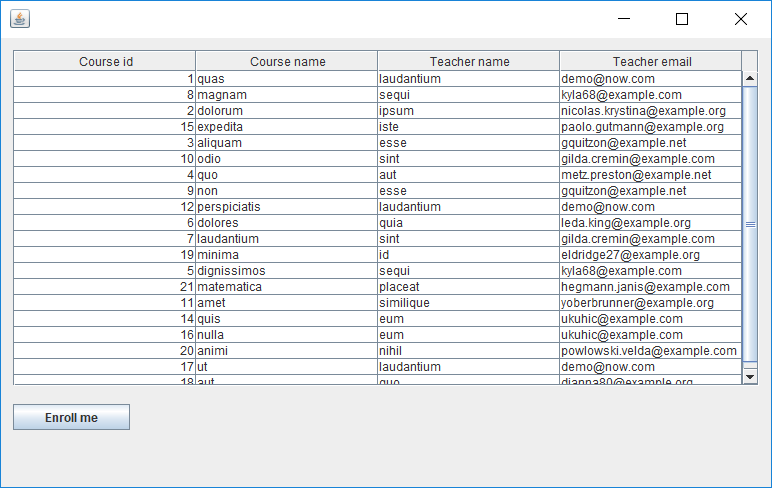 Course id Course name Teacher name Teacher email
1 quas laudantium demo@now.com
8 magnam sequi kyla68@example.com
2 dolorum ipsum nicolas.krystina@example.org
15 expedita iste paolo.gutmann@example.org
3 aliquam esse gquitzon@example.net
10 odio sint gilda.cremin@example.com
4 quo aut metz.preston@example.net
9 non esse gquitzon@example.net
12 perspiciatis laudantium demo@now.com
6 dolores quia leda.king@example.org
7 laudantium sint gilda.cremin@example.com
19 minima id eldridge27@example.org
5 dignissimos sequi kyla68@example.com
21 matematica placeat hegmann.janis@example.com
11 amet similique yoberbrunner@example.org
14 quis eum ukuhic@example.com
16 nulla eum ukuhic@example.com
20 animi nihil powlowski.velda@example.com
17 ut laudantium demo@now.com
18 aut quo dianna80@example.org
Enroll me